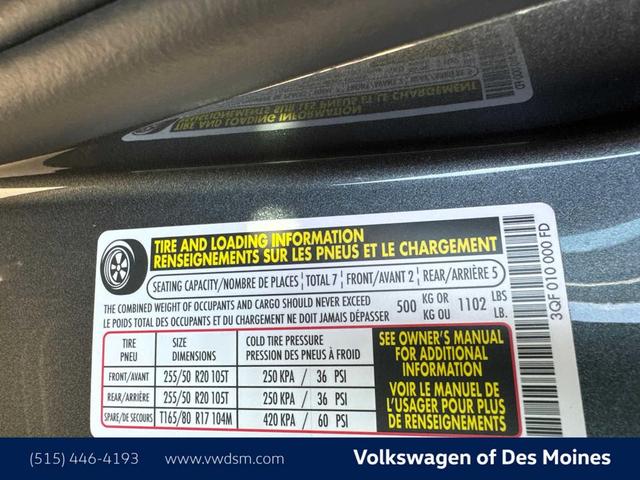 RENSEIGNEMENTS SUR LES PNEUS ET LE CHARGEMENT
TIRE AND LOADING INFORMATION
TIRE AND LOADING INFORMATION
RENSEIGNEMENTS SUR LES PNEUS ET LE CHARGEMENT
SEATING CAPACITY/NOMBRE DE PLACES TOTAL 7 FRONT/AVANT 2 REAR/ARRIÈRE 5
THE COMBINED WEIGHT OF OCCUPANTS AND CARGO SHOULD NEVER EXCEED 500 KG OR 1102 LBS
LE POIDS TOTAL DES OCCUPANTS ET DU CHARGEMENT NE DOIT JAMAIS DÉPASSER KG OU LB.
TIRE SIZE COLD TIRE PRESSURE
PNEU DIMENSIONS PRESSION DES PNEUS À FROID
FRONT/AVANT 255/50 R20 105T 250 KPA / 36 PSI
REAR/ARRIÈRE 255/50 R20 105T 250 KPA / 36 PSI
SPARE/DE SECOURS T165/80 R17 104M 420 KPA / 60 PSI
SEE OWNER'S MANUAL
FOR ADDITIONAL
INFORMATION
VOIR LE MANUEL DE
L'USAGER POUR PLUS
DE RENSEIGNEMENTS
3QF 010 000 FD
(515) 446-4193 www.vwdsm.com Volkswagen of Des Moines